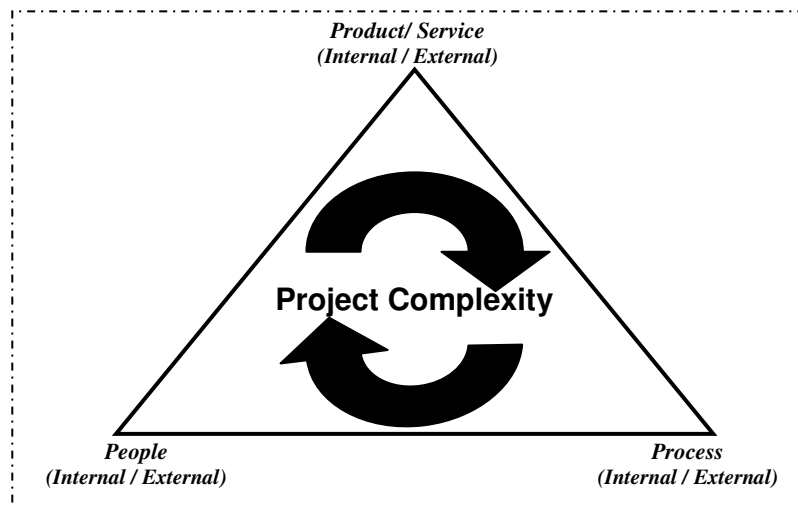 Product/ Service
(Internal / External)
Project Complexity
People
(Internal / External)
Process
(Internal / External)